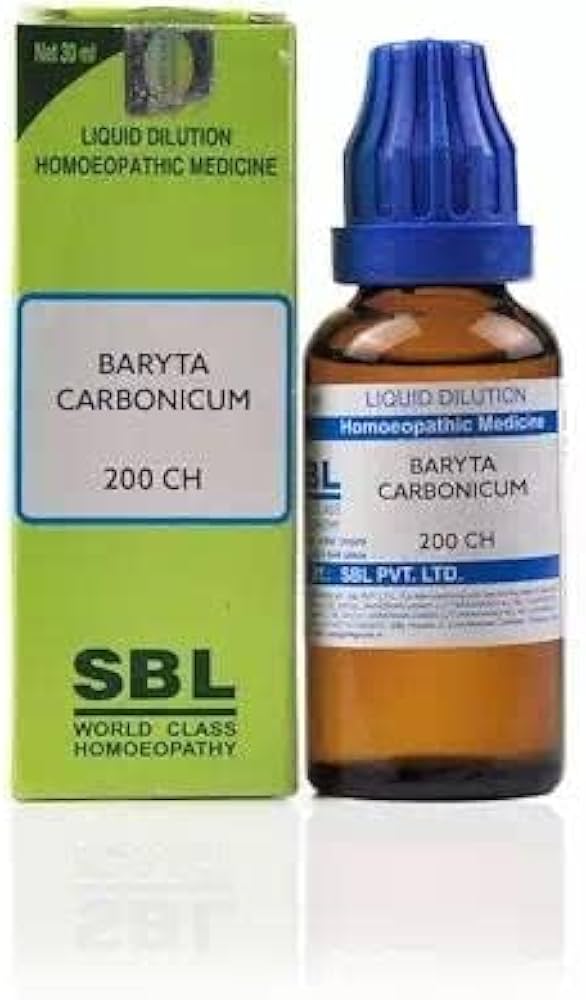 Net 30 ml
LIQUID DILUTION
HOMOEOPATHIC MEDICINE
BARYTA
CARBONICUM
200 CH
SBL
WORLD CLASS
HOMOEOPATHY
LIQUID DILUTION
Homoeopathic Medicine
BL
BARYTA
CARBONICUM
200 CH
SBL PVT. LTD.